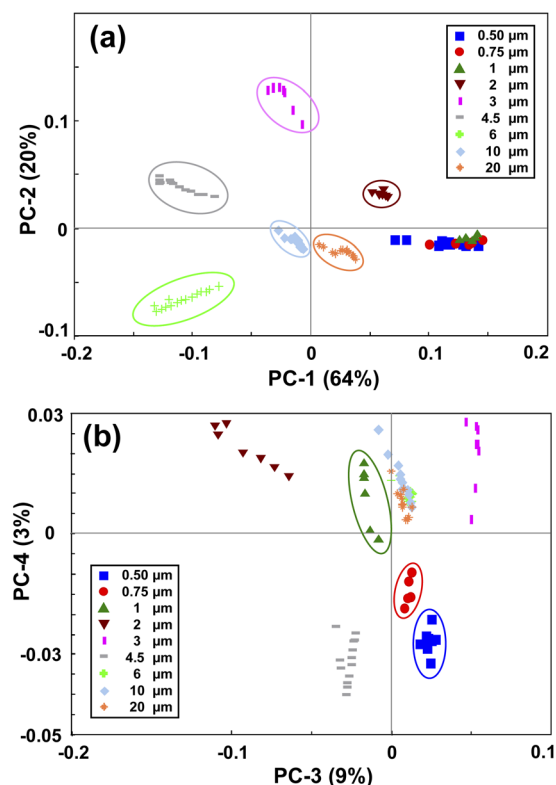 (a)
0.50 µm
0.75 µm
1 µm
2 µm
3 µm
4.5 µm
6 µm
10 µm
20 µm
0.1
0
-0.1
PC-2 (20%)
-0.2
-0.1
0
0.1
0.2
PC-1 (64%)
(b)
0.03
0
-0.03
-0.05
PC-4 (3%)
0.50 µm
0.75 µm
1 µm
2 µm
3 µm
4.5 µm
6 µm
10 µm
20 µm
-0.2
-0.1
0
0.1
PC-3 (9%)